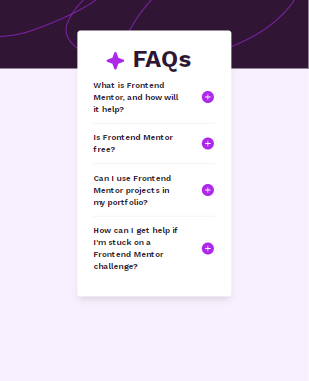 FAQs
What is Frontend
Mentor, and how will
it help?
Is Frontend Mentor
free?
Can I use Frontend
Mentor projects in
my portfolio?
How can I get help if
I'm stuck on a
Frontend Mentor
challenge?